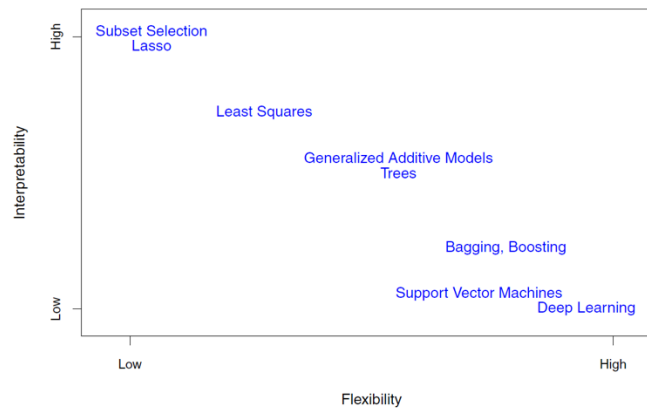 High
Subset Selection
Lasso
Least Squares
Generalized Additive Models
Trees
Interpretability
Bagging, Boosting
Support Vector Machines
Deep Learning
Low
Low
High
Flexibility